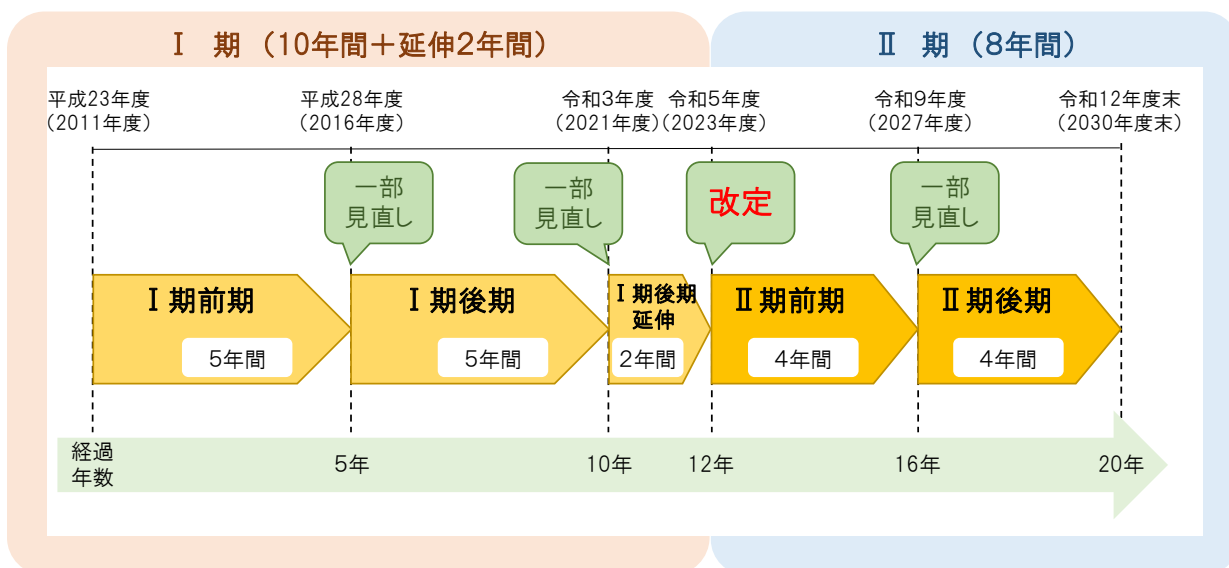 Ⅰ 期 （10年間＋延伸2年間）
Ⅱ 期 （8年間）
平成23年度
（2011年度）
平成28年度
（2016年度）
令和3年度
（2021年度）
令和5年度
（2023年度）
令和9年度
（2027年度）
令和12年度末
（2030年度末）
一部
見直し
一部
見直し
改定
一部
見直し
Ⅰ期前期
5年間
Ⅰ期後期
5年間
Ⅰ期後期
延伸
2年間
Ⅱ期前期
4年間
Ⅱ期後期
4年間
経過
年数
5年
10年
12年
16年
20年